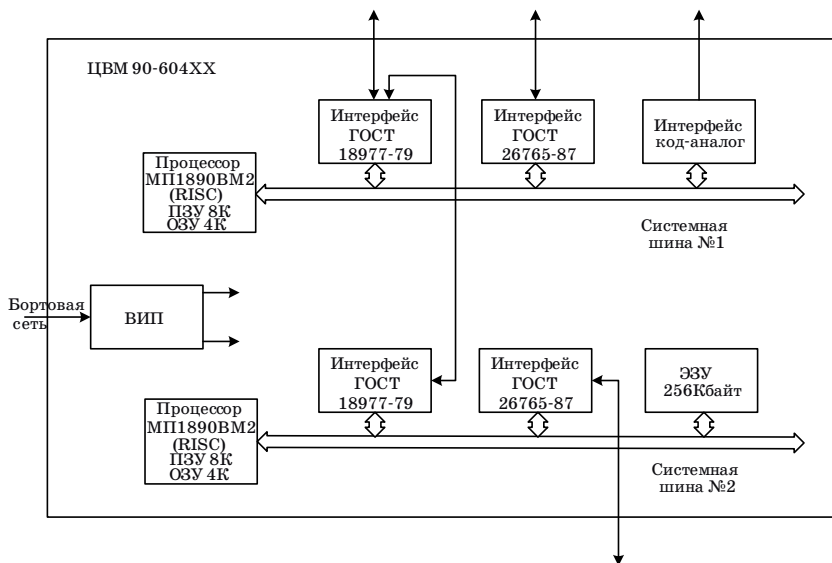 ЦВМ 90-604XX
Интерфейс
ГОСТ
18977-79
Интерфейс
ГОСТ
26765-87
Интерфейс
код-аналог
Процессор
МП1890ВМ2
(RISC)
ПЗУ 8К
ОЗУ 4К
Системная
шина №1
Бортовая
сеть
ВИП
Интерфейс
ГОСТ
18977-79
Интерфейс
ГОСТ
26765-87
ЭЗУ
256Кбайт
Процессор
МП1890ВМ2
(RISC)
ПЗУ 8К
ОЗУ 4К
Системная
шина №2